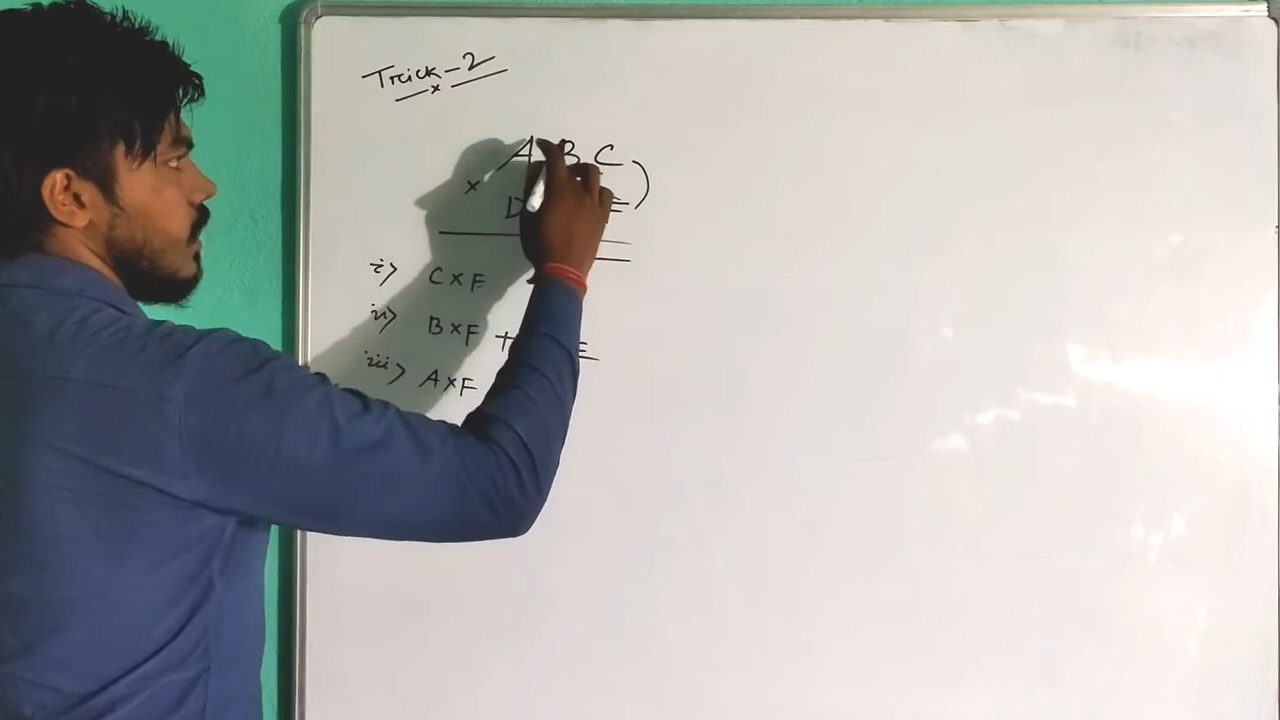 Trick-2
A B C
× D
i> C×F
ii> B×F +
iii> A×F